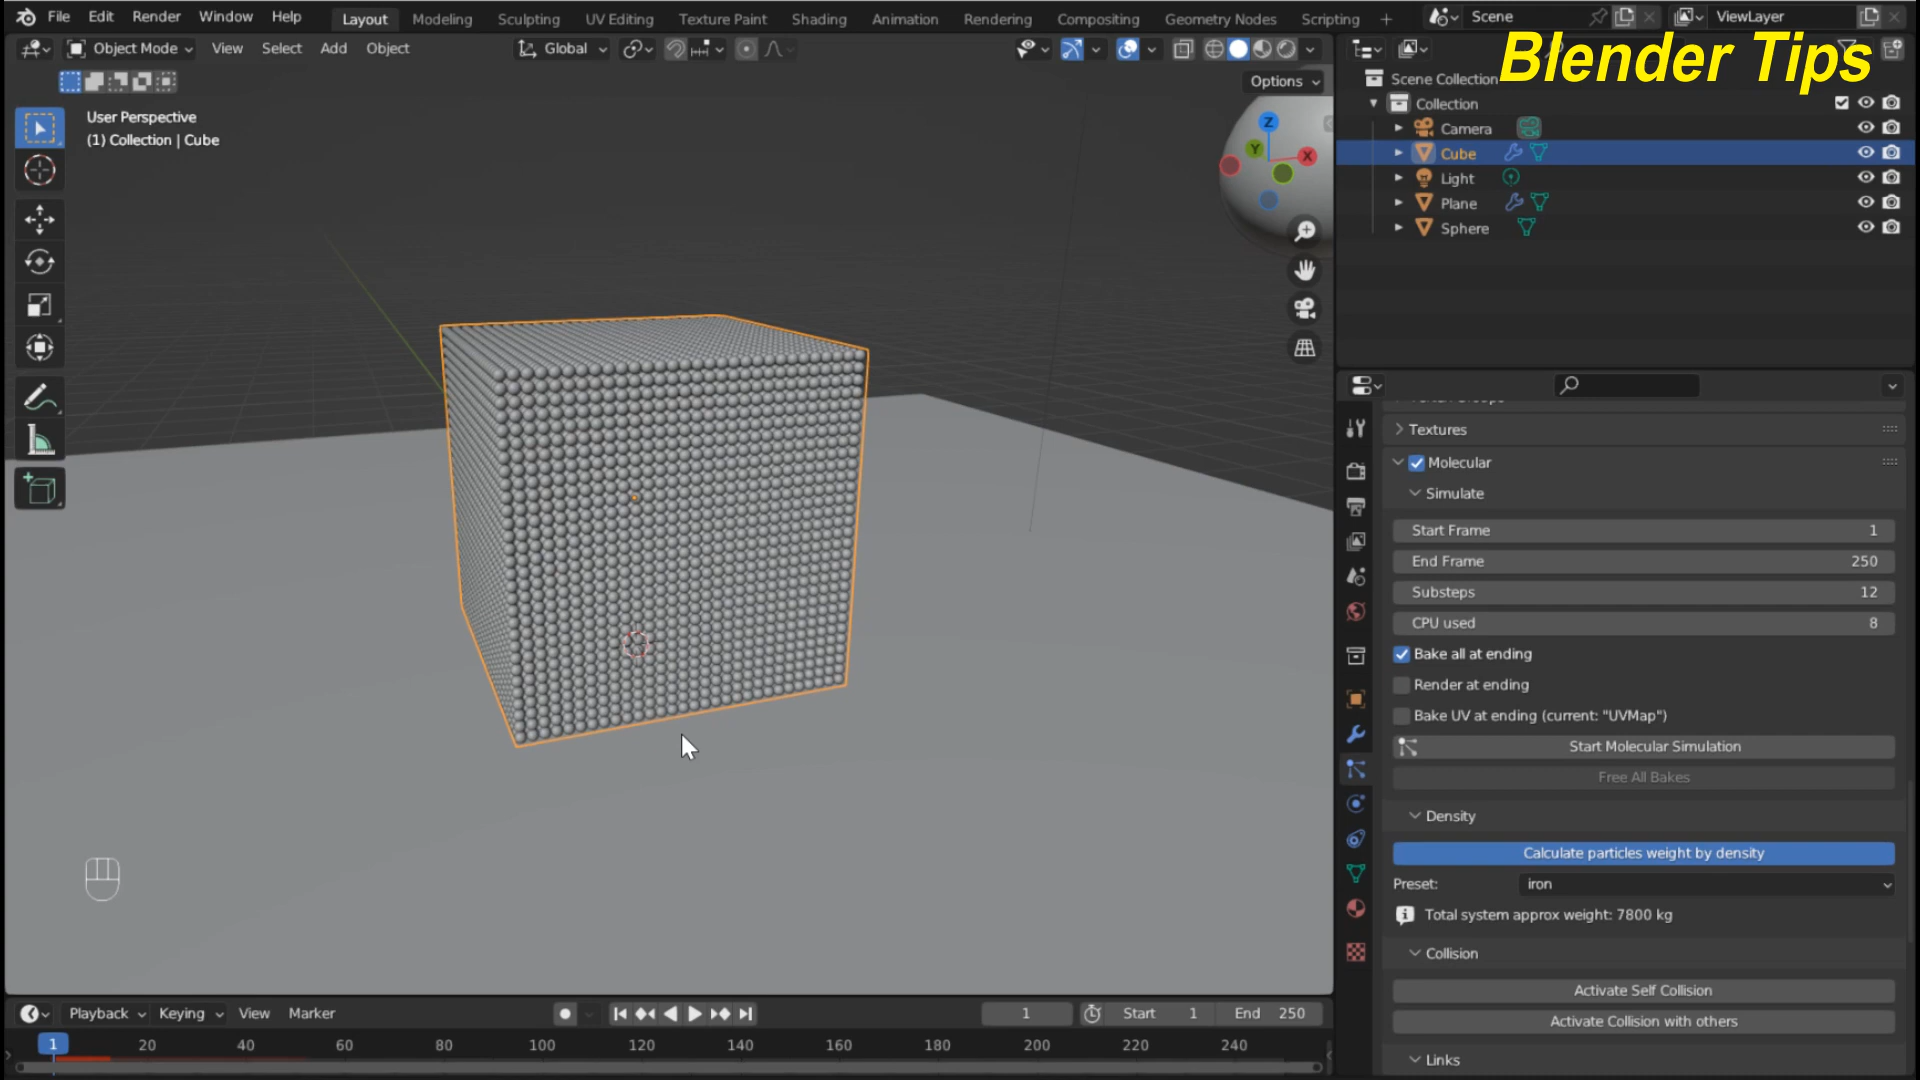 File Edit Render Window Help Layout Modeling Sculpting UV Editing Texture Paint Shading Animation Rendering Compositing Geometry Nodes Scripting + Scene ViewLayer
Object Mode View Select Add Object Global
Blender Tips
Options
User Perspective
(1) Collection | Cube
Z
Y
X
Scene Collection
Collection
Camera
Cube
Light
Plane
Sphere
Textures
Molecular
Simulate
Start Frame 1
End Frame 250
Substeps 12
CPU used 8
Bake all at ending
Render at ending
Bake UV at ending (current: "UVMap")
Start Molecular Simulation
Free All Bakes
Density
Calculate particles weight by density
Preset: iron
Total system approx weight: 7800 kg
Collision
Activate Self Collision
Activate Collision with others
Links
Playback Keying View Marker 1 Start 1 End 250
1 20 40 60 80 100 120 140 160 180 200 220 240